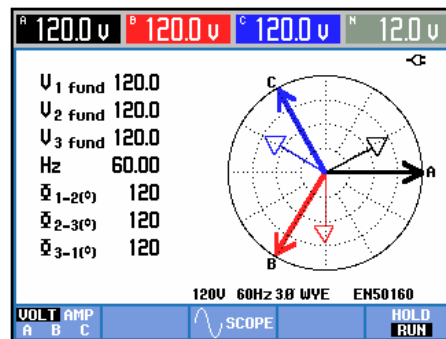 A 120.0 V B 120.0 V C 120.0 V N 12.0 V
V1 fund 120.0
V2 fund 120.0
V3 fund 120.0
Hz 60.00
Φ1-2(°) 120
Φ2-3(°) 120
Φ3-1(°) 120
C
A
B
120V 60Hz 3.0 WYE EN50160
VOLT AMP
A B C
SCOPE
HOLD
RUN